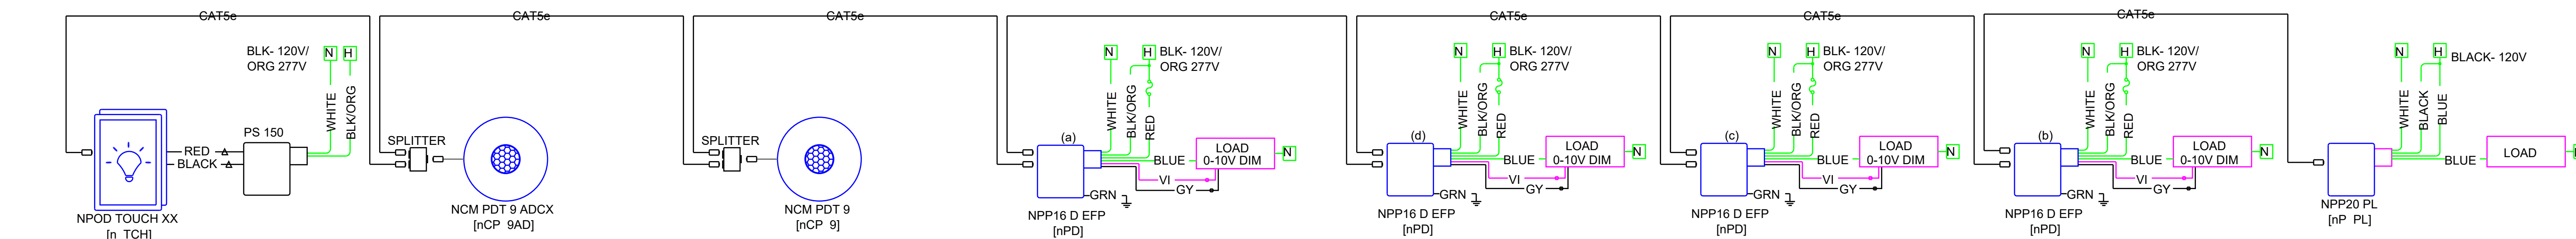 CAT5e
CAT5e
CAT5e
CAT5e
CAT5e
CAT5e
BLK- 120V/
ORG 277V
N
H
WHITE
BLK/ORG
PS 150
RED
BLACK
NPOD TOUCH XX
[n TCH]
SPLITTER
NCM PDT 9 ADCX
[nCP 9AD]
SPLITTER
NCM PDT 9
[nCP 9]
N
H
BLK- 120V/
ORG 277V
WHITE
BLK/ORG
RED
(a)
BLUE
LOAD
0-10V DIM
N
VI
GY
GRN
NPP16 D EFP
[nPD]
N
H
BLK- 120V/
ORG 277V
WHITE
BLK/ORG
RED
(d)
BLUE
LOAD
0-10V DIM
N
VI
GY
GRN
NPP16 D EFP
[nPD]
N
H
BLK- 120V/
ORG 277V
WHITE
BLK/ORG
RED
(c)
BLUE
LOAD
0-10V DIM
N
VI
GY
GRN
NPP16 D EFP
[nPD]
N
H
BLK- 120V/
ORG 277V
WHITE
BLK/ORG
RED
(b)
BLUE
LOAD
0-10V DIM
N
VI
GY
GRN
NPP16 D EFP
[nPD]
N
H
BLACK- 120V
WHITE
BLACK
BLUE
BLUE
LOAD
NPP20 PL
[nP PL]